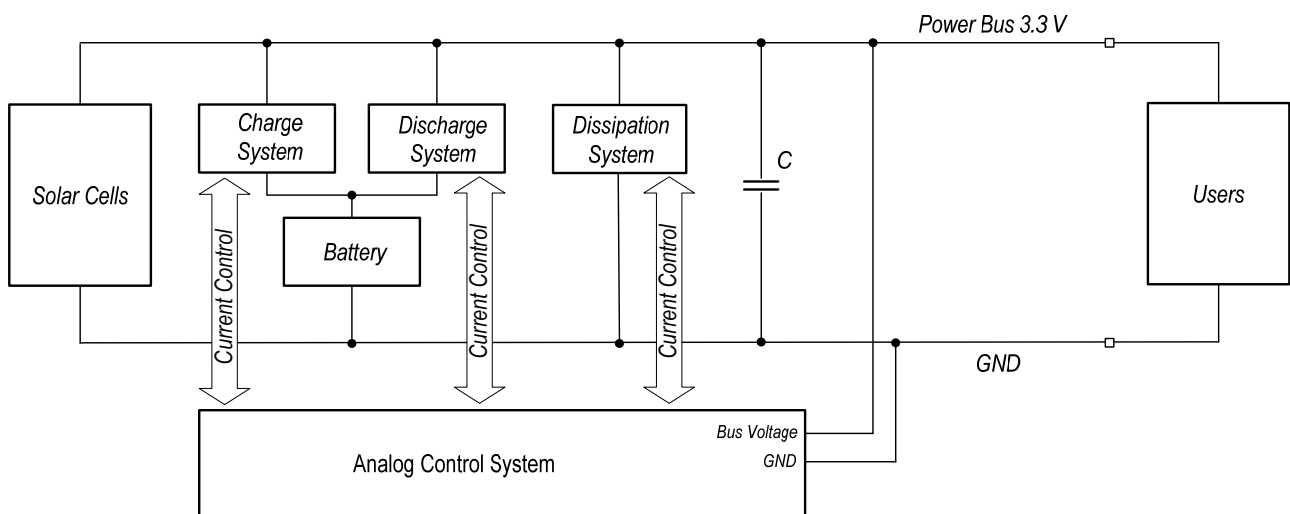 Power Bus 3.3 V
Solar Cells
Charge
System
Discharge
System
Dissipation
System
C
Users
Battery
Current Control
Current Control
Current Control
GND
Bus Voltage
GND
Analog Control System